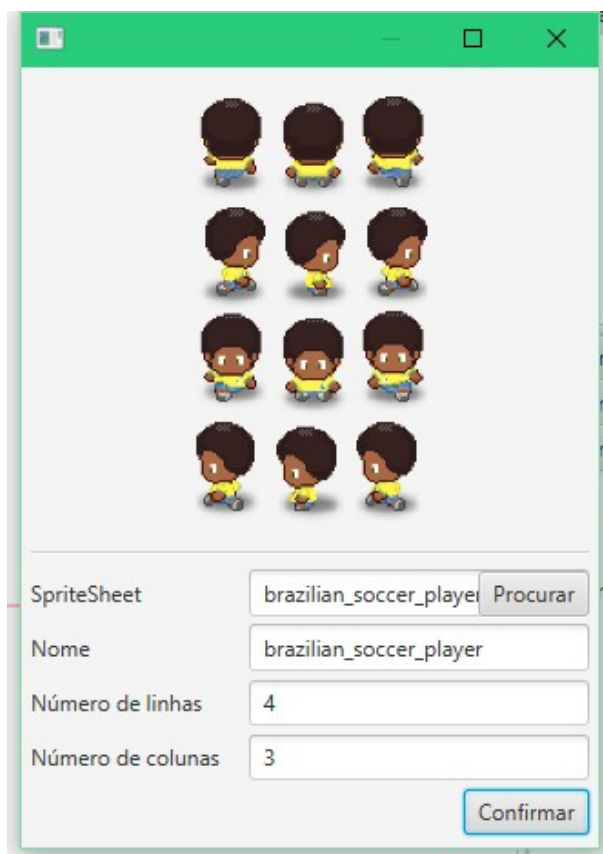 SpriteSheet brazilian_soccer_player Procurar
Nome brazilian_soccer_player
Número de linhas 4
Número de colunas 3
Confirmar